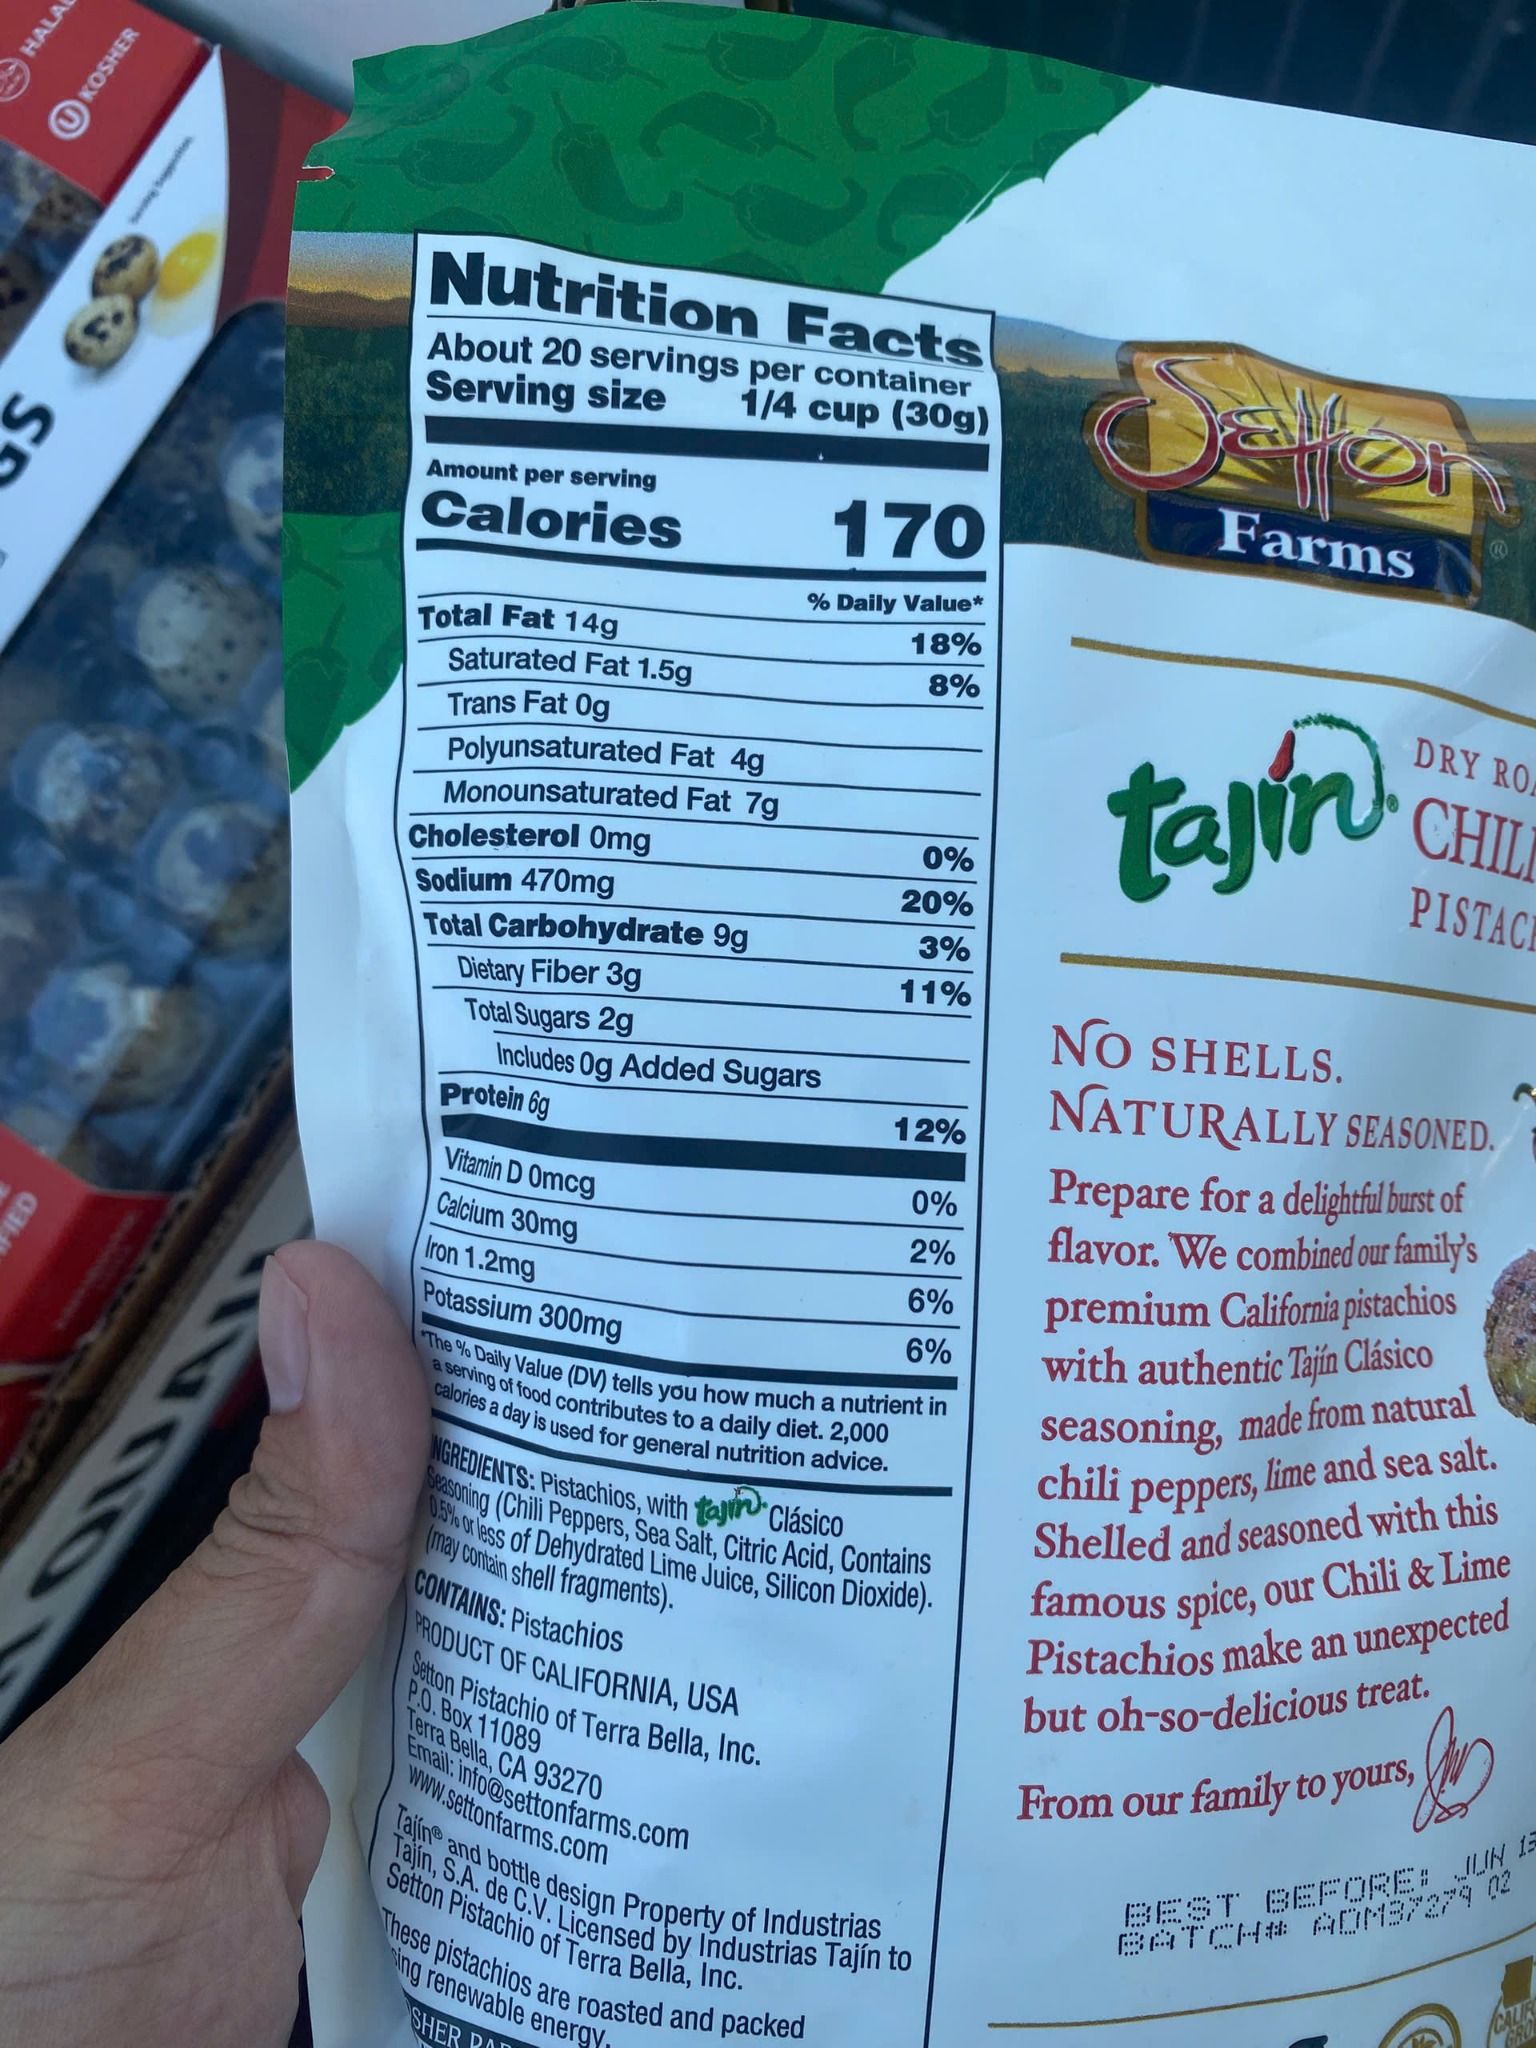 HALAL
U KOSHER
Serving Suggestion
GS
Nutrition Facts
About 20 servings per container
Serving size 1/4 cup (30g)
Amount per serving
Calories 170
% Daily Value*
Total Fat 14g 18%
Saturated Fat 1.5g 8%
Trans Fat 0g
Polyunsaturated Fat 4g
Monounsaturated Fat 7g
Cholesterol 0mg 0%
Sodium 470mg 20%
Total Carbohydrate 9g 3%
Dietary Fiber 3g 11%
Total Sugars 2g
Includes 0g Added Sugars
Protein 6g 12%
Vitamin D 0mcg 0%
Calcium 30mg 2%
Iron 1.2mg 6%
Potassium 300mg 6%
*The % Daily Value (DV) tells you how much a nutrient in
a serving of food contributes to a daily diet. 2,000
calories a day is used for general nutrition advice.
INGREDIENTS: Pistachios, with tajín Clásico
Seasoning (Chili Peppers, Sea Salt, Citric Acid, Contains
0.5% or less of Dehydrated Lime Juice, Silicon Dioxide).
(may contain shell fragments).
CONTAINS: Pistachios
PRODUCT OF CALIFORNIA, USA
Setton Pistachio of Terra Bella, Inc.
P.O. Box 11089
Terra Bella, CA 93270
Email: info@settonfarms.com
www.settonfarms.com
Tajín® and bottle design Property of Industrias
Tajín, S.A. de C.V. Licensed by Industrias Tajín to
Setton Pistachio of Terra Bella, Inc.
These pistachios are roasted and packed
sing renewable energy.
Setton
Farms®
tajín®
DRY ROA
CHILI
PISTACH
NO SHELLS.
NATURALLY SEASONED.
Prepare for a delightful burst of
flavor. We combined our family's
premium California pistachios
with authentic Tajín Clásico
seasoning, made from natural
chili peppers, lime and sea salt.
Shelled and seasoned with this
famous spice, our Chili & Lime
Pistachios make an unexpected
but oh-so-delicious treat.
From our family to yours,
BEST BEFORE: JUN 13
BATCH# ADM37279 02